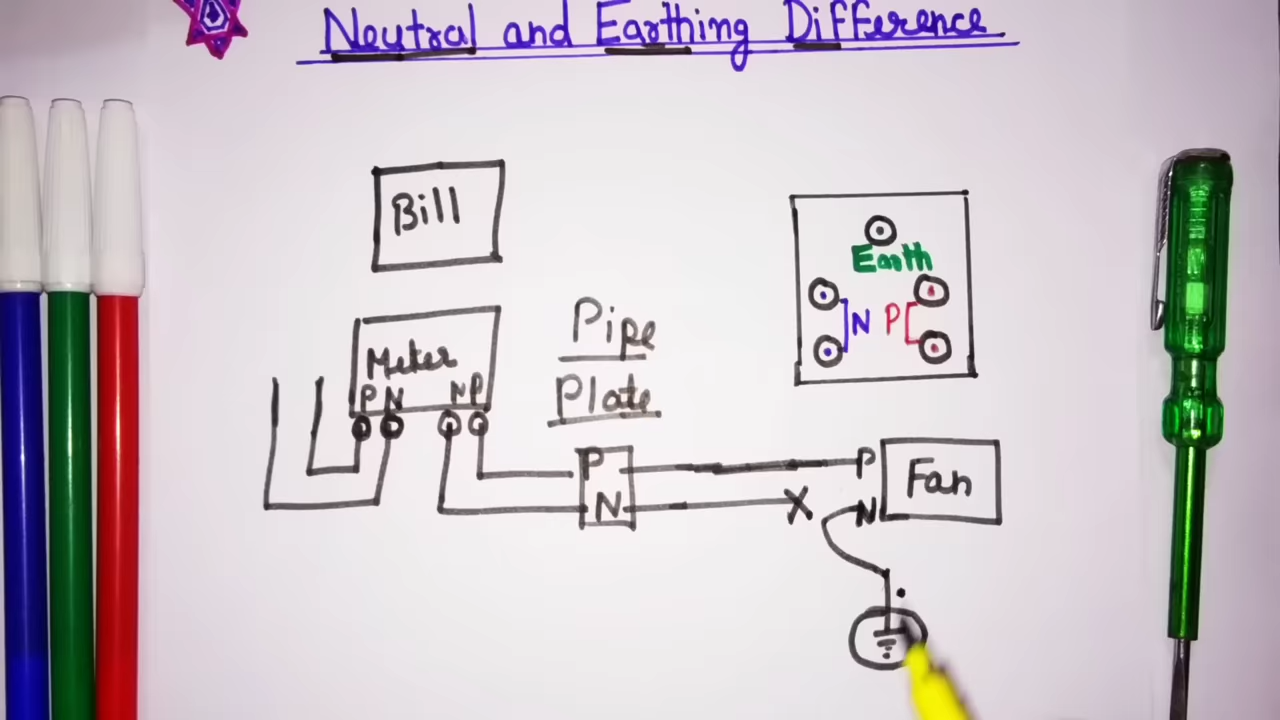 Neutral and Earthing Difference
Bill
Earth
N P
Pipe
Plate
Meter
P N N P
P
N
P
N
Fan
X